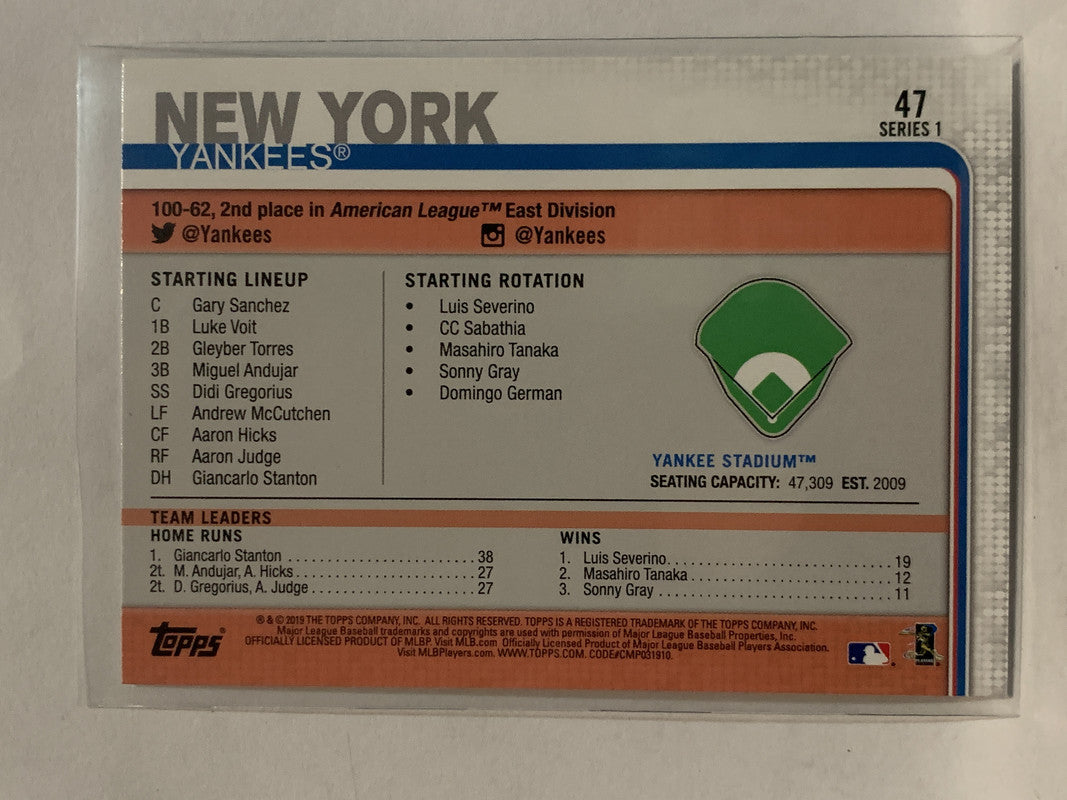 NEW YORK
YANKEES®
47
SERIES 1
100-62, 2nd place in American League™ East Division
@Yankees @Yankees
STARTING LINEUP
C Gary Sanchez
1B Luke Voit
2B Gleyber Torres
3B Miguel Andujar
SS Didi Gregorius
LF Andrew McCutchen
CF Aaron Hicks
RF Aaron Judge
DH Giancarlo Stanton
STARTING ROTATION
• Luis Severino
• CC Sabathia
• Masahiro Tanaka
• Sonny Gray
• Domingo German
YANKEE STADIUM™
SEATING CAPACITY: 47,309 EST. 2009
TEAM LEADERS
HOME RUNS
1. Giancarlo Stanton 38
2t. M. Andujar, A. Hicks 27
2t. D. Gregorius, A. Judge 27
WINS
1. Luis Severino 19
2. Masahiro Tanaka 12
3. Sonny Gray 11
topps®
® & © 2019 THE TOPPS COMPANY, INC. ALL RIGHTS RESERVED. TOPPS IS A REGISTERED TRADEMARK OF THE TOPPS COMPANY, INC.
Major League Baseball trademarks and copyrights are used with permission of Major League Baseball Properties, Inc.
OFFICIALLY LICENSED PRODUCT OF MLBP. Visit MLB.com Officially Licensed Product of Major League Baseball Players Association.
Visit MLBPlayers.com. WWW.TOPPS.COM. CODE#CMP031910.